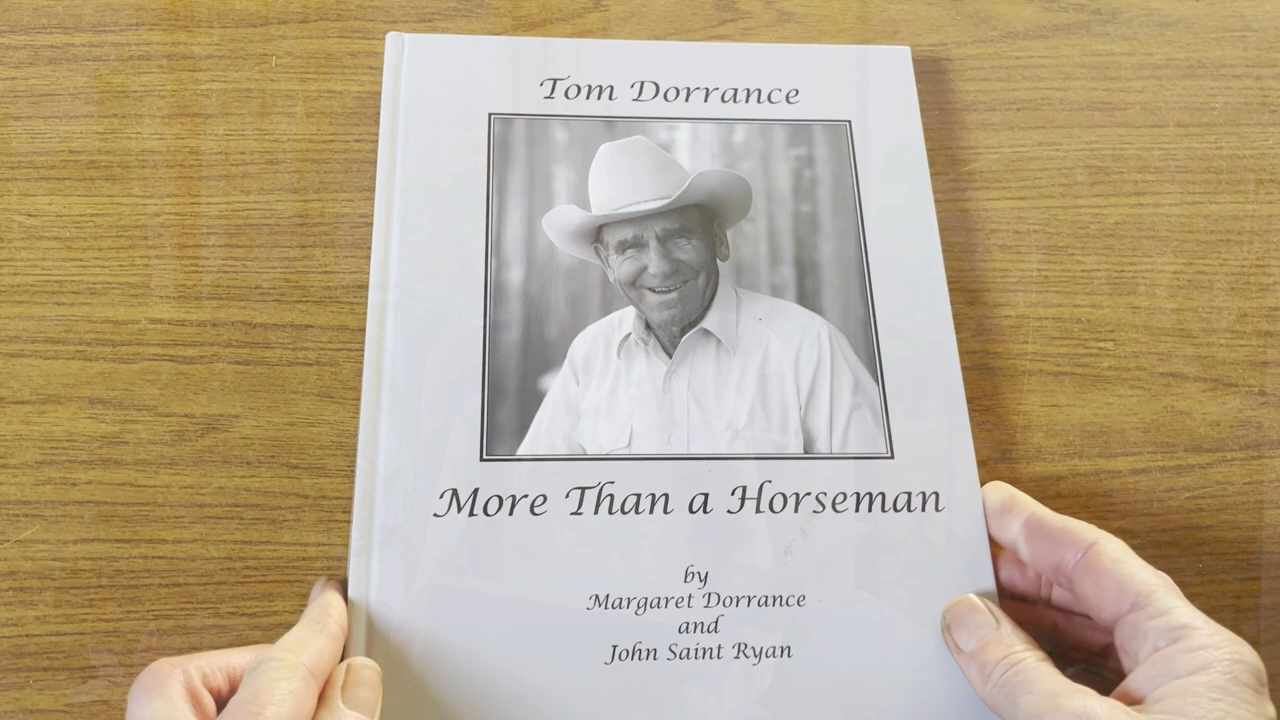 Tom Dorrance
More Than a Horseman
by
Margaret Dorrance
and
John Saint Ryan